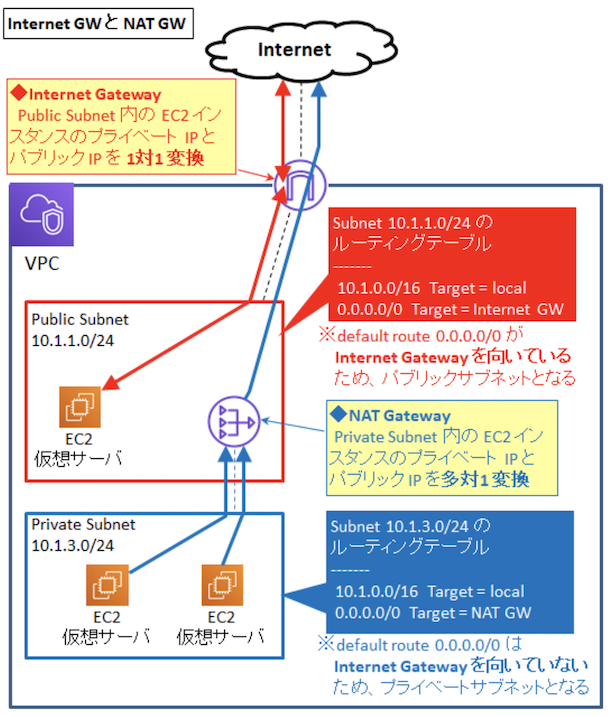 Internet GWと NAT GW
Internet
◆Internet Gateway
Public Subnet 内の EC2イン
スタンスのプライベート IPと
パブリックIPを 1対1変換
VPC
Subnet 10.1.1.0/24 の
ルーティングテーブル
-------
10.1.0.0/16 Target = local
0.0.0.0/0 Target = Internet GW
※default route 0.0.0.0/0 が
Internet Gatewayを向いている
ため、パブリックサブネットとなる
Public Subnet
10.1.1.0/24
EC2
仮想サーバ
◆NAT Gateway
Private Subnet 内の EC2イン
スタンスのプライベート IPと
パブリックIPを多対1変換
Private Subnet
10.1.3.0/24
EC2
仮想サーバ
EC2
仮想サーバ
Subnet 10.1.3.0/24 の
ルーティングテーブル
-------
10.1.0.0/16 Target = local
0.0.0.0/0 Target = NAT GW
※default route 0.0.0.0/0 は
Internet Gatewayを向いていない
ため、プライベートサブネットとなる